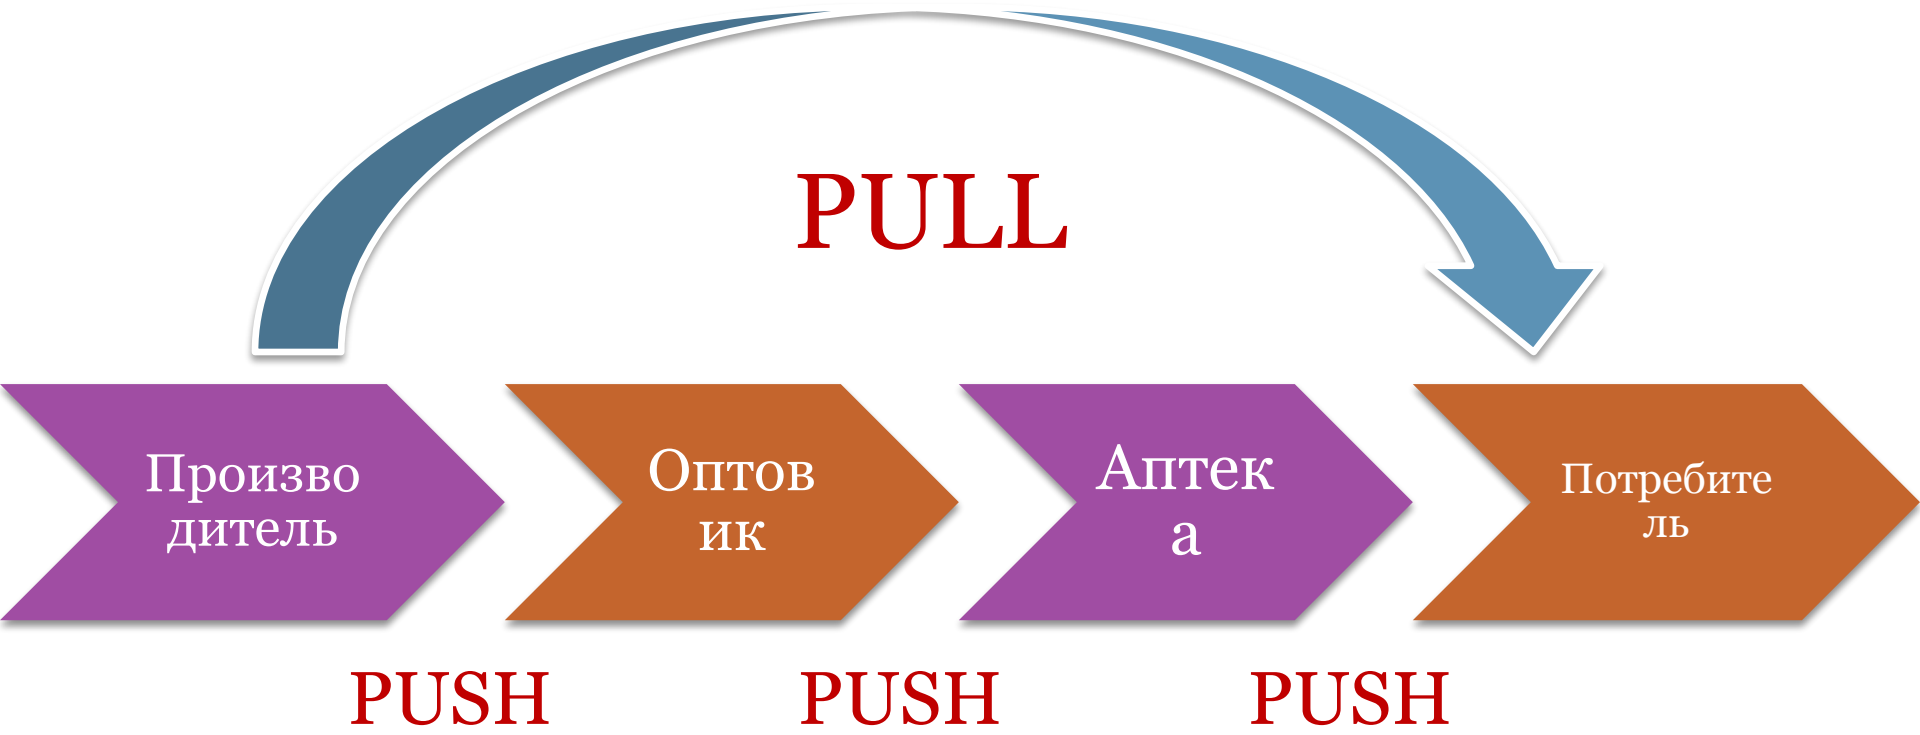 PULL
Произво
дитель
Оптов
ик
Аптек
а
Потребите
ль
PUSH
PUSH
PUSH